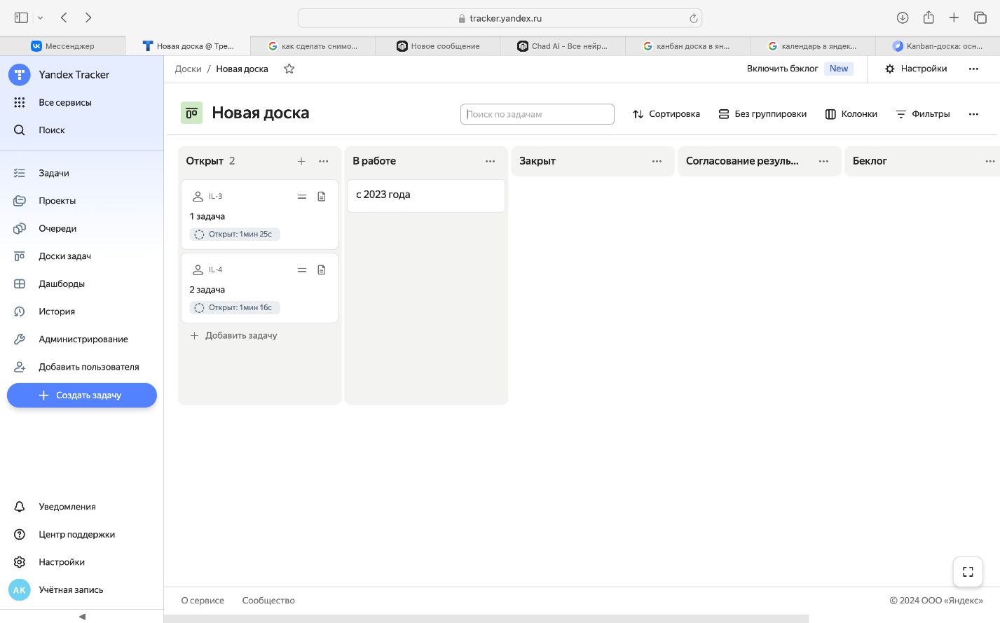 tracker.yandex.ru
Мессенджер
Новая доска @ Тре...
как сделать снимо...
Новое сообщение
Chad AI - Все нейр...
канбан доска в ян...
календарь в яндек...
Kanban-доска: осн...
Yandex Tracker
Все сервисы
Поиск
Задачи
Проекты
Очереди
Доски задач
Дашборды
История
Администрирование
Добавить пользователя
+ Создать задачу
Уведомления
Центр поддержки
Настройки
AK Учётная запись
Доски / Новая доска
Включить бэклог New
Настройки
Новая доска
Поиск по задачам
Сортировка
Без группировки
Колонки
Фильтры
Открыт 2
IL-3
1 задача
Открыт: 1мин 25с
IL-4
2 задача
Открыт: 1мин 16с
+ Добавить задачу
В работе
с 2023 года
Закрыт
Согласование резуль...
Беклог
О сервисе
Сообщество
© 2024 ООО «Яндекс»